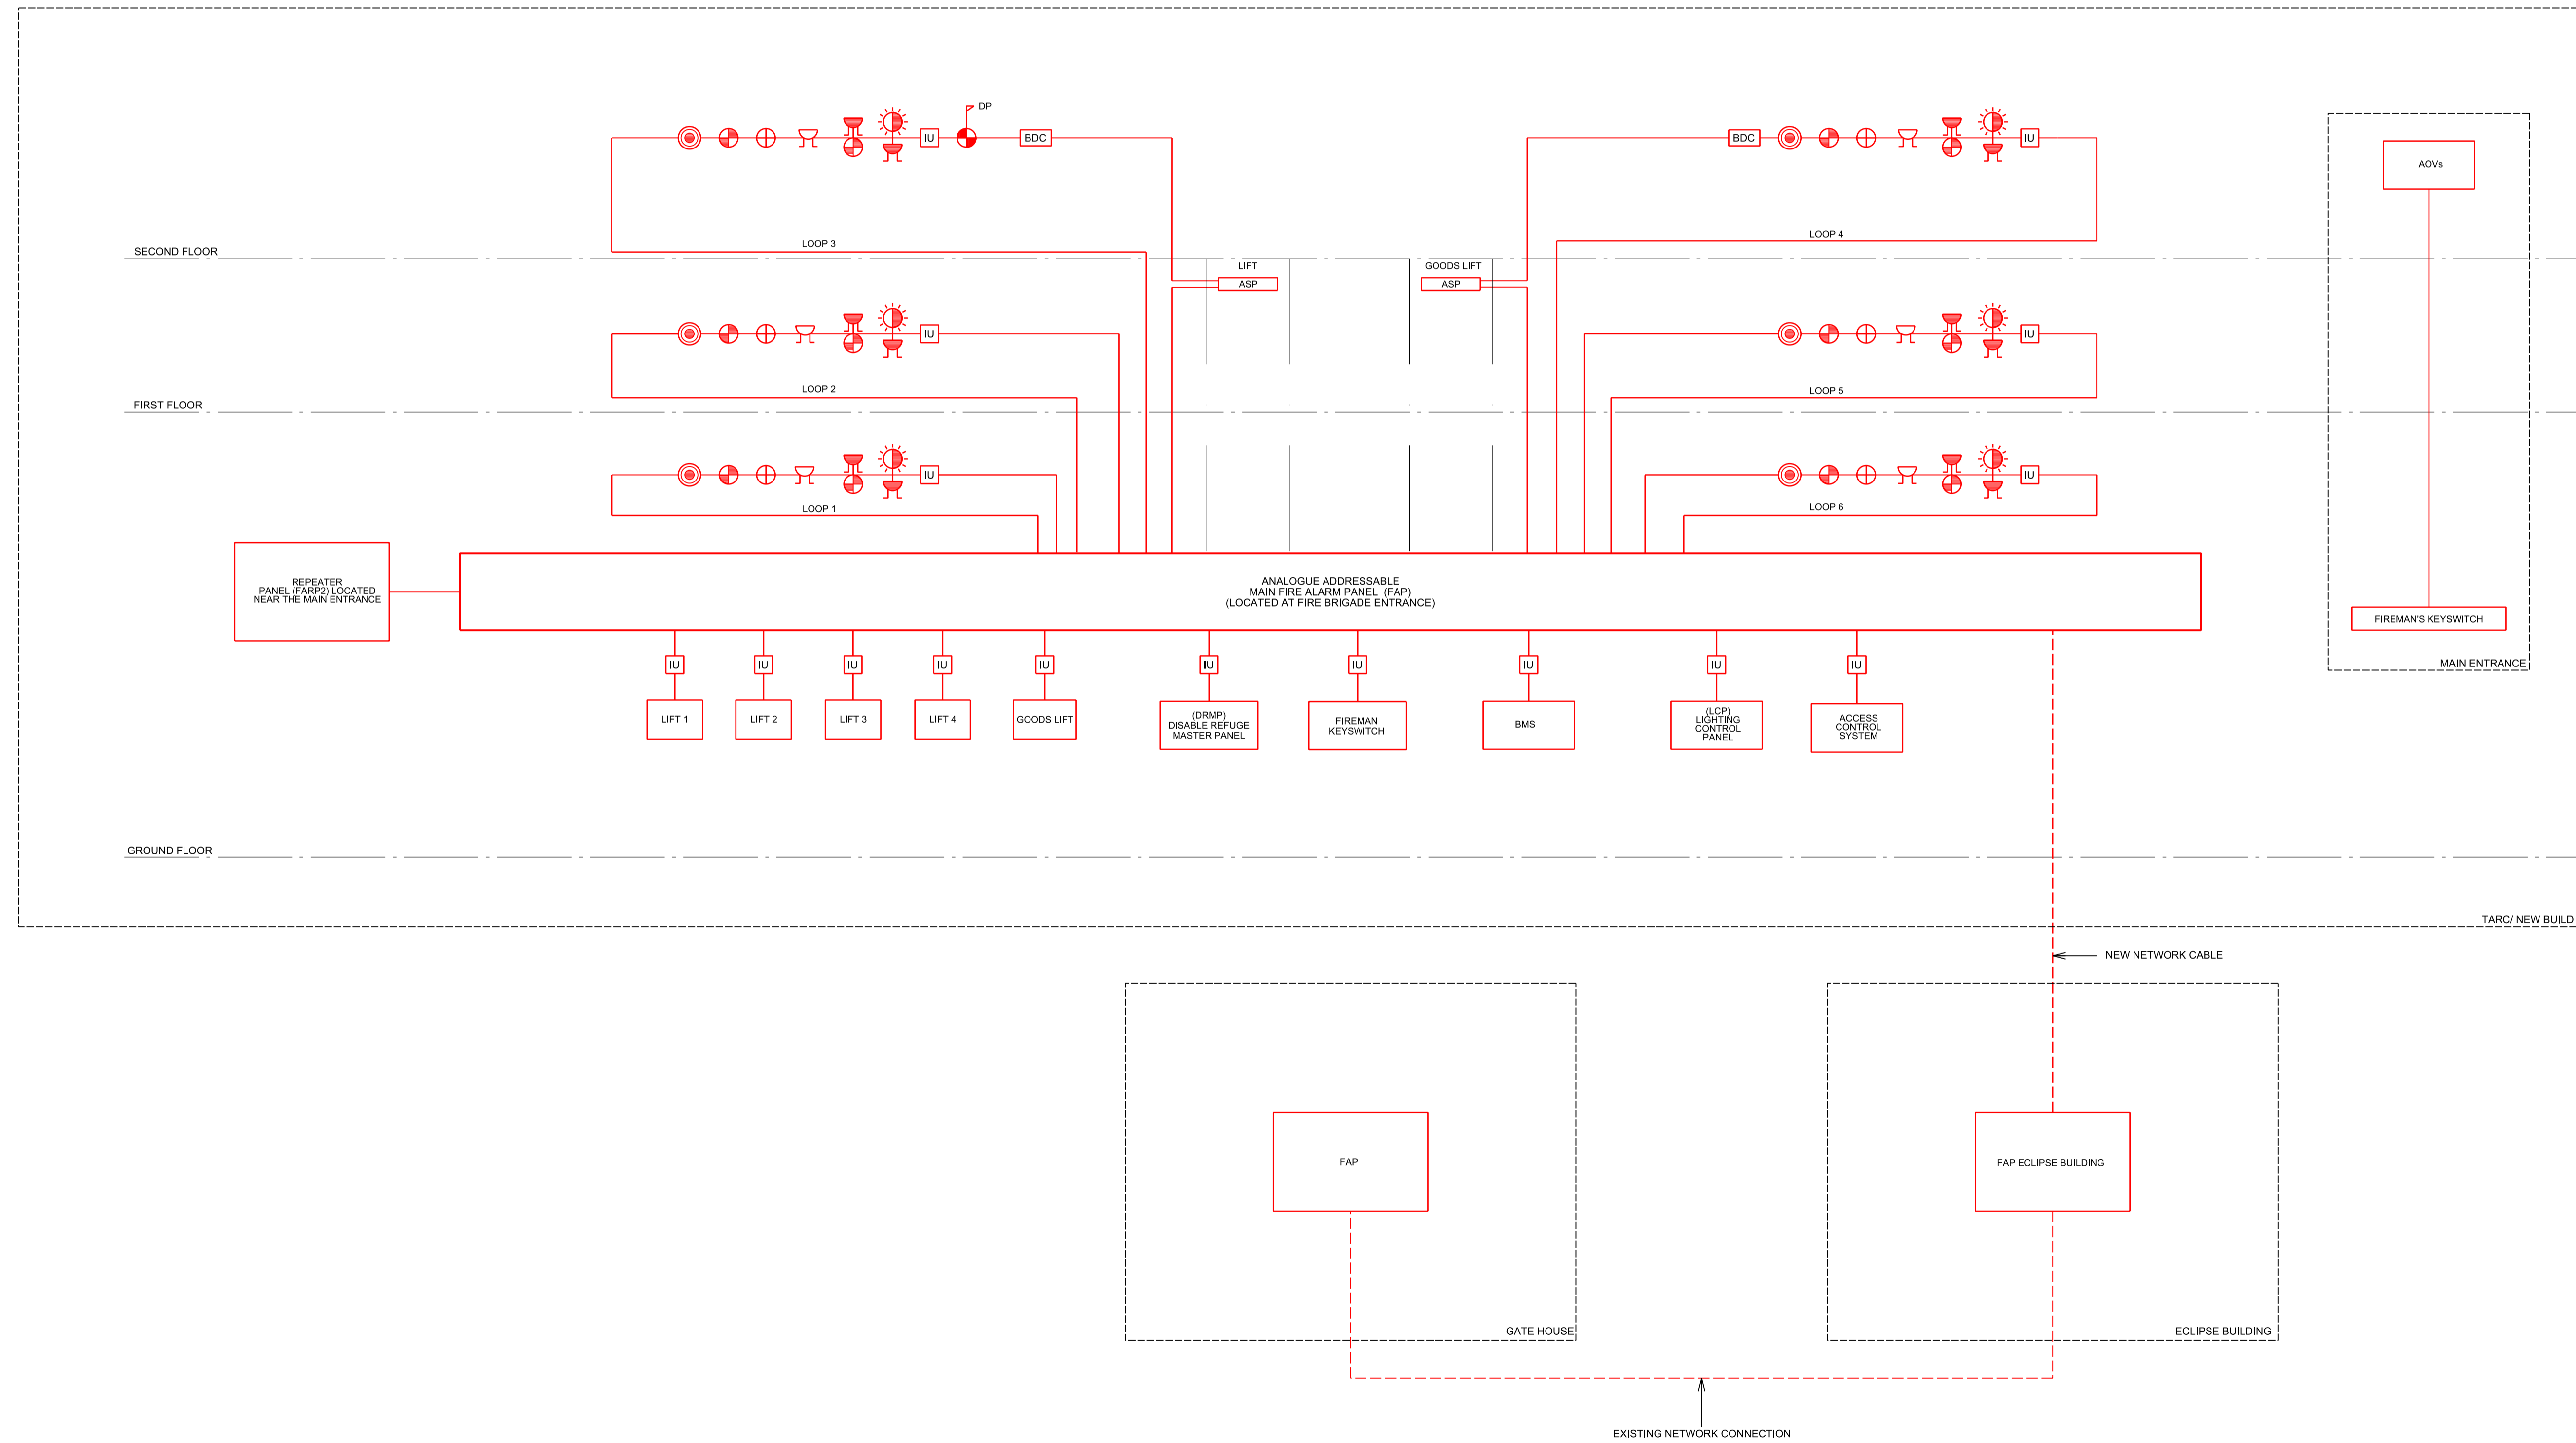 DP
IU
BDC
BDC
IU
AOVs
LOOP 3
LOOP 4
SECOND FLOOR
LIFT
ASP
GOODS LIFT
ASP
IU
IU
LOOP 2
LOOP 5
FIRST FLOOR
IU
IU
LOOP 1
LOOP 6
REPEATER
PANEL (FARP2) LOCATED
NEAR THE MAIN ENTRANCE
ANALOGUE ADDRESSABLE
MAIN FIRE ALARM PANEL (FAP)
(LOCATED AT FIRE BRIGADE ENTRANCE)
FIREMAN'S KEYSWITCH
MAIN ENTRANCE
IU
IU
IU
IU
IU
IU
IU
IU
IU
IU
LIFT 1
LIFT 2
LIFT 3
LIFT 4
GOODS LIFT
(DRMP)
DISABLE REFUGE
MASTER PANEL
FIREMAN
KEYSWITCH
BMS
(LCP)
LIGHTING
CONTROL
PANEL
ACCESS
CONTROL
SYSTEM
GROUND FLOOR
TARC/ NEW BUILD
NEW NETWORK CABLE
FAP
FAP ECLIPSE BUILDING
GATE HOUSE
ECLIPSE BUILDING
EXISTING NETWORK CONNECTION